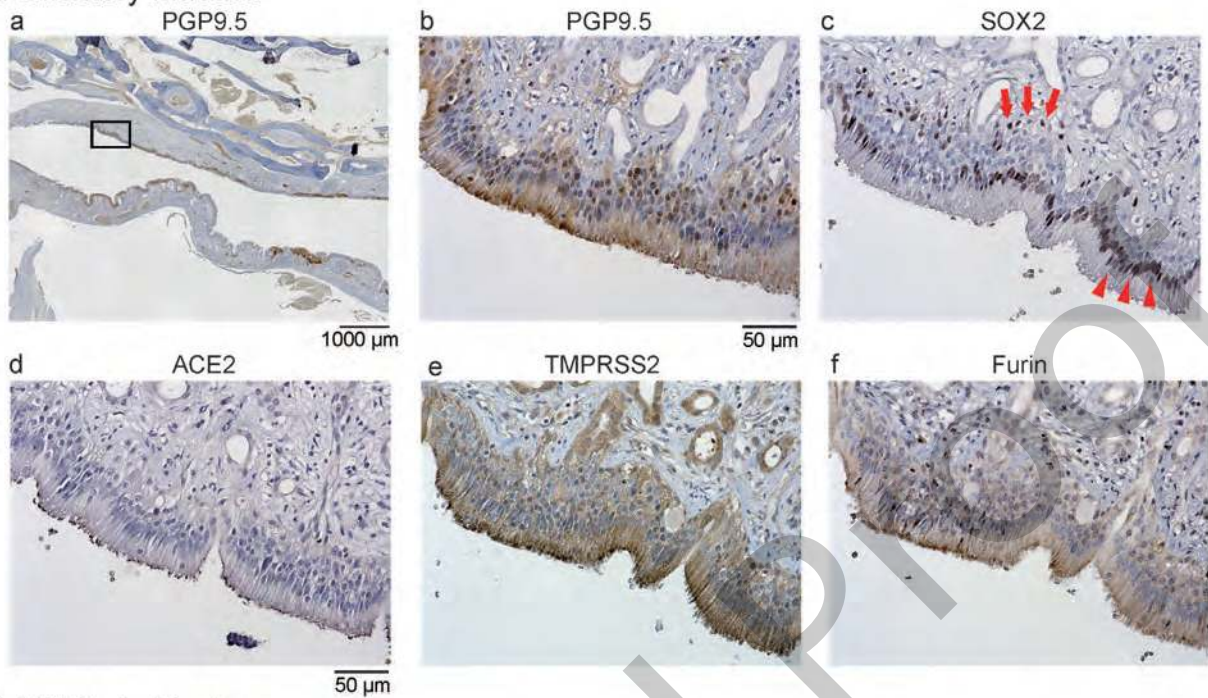 a PGP9.5
b PGP9.5
c SOX2
1000 µm
50 µm
d ACE2
e TMPRSS2
f Furin
50 µm